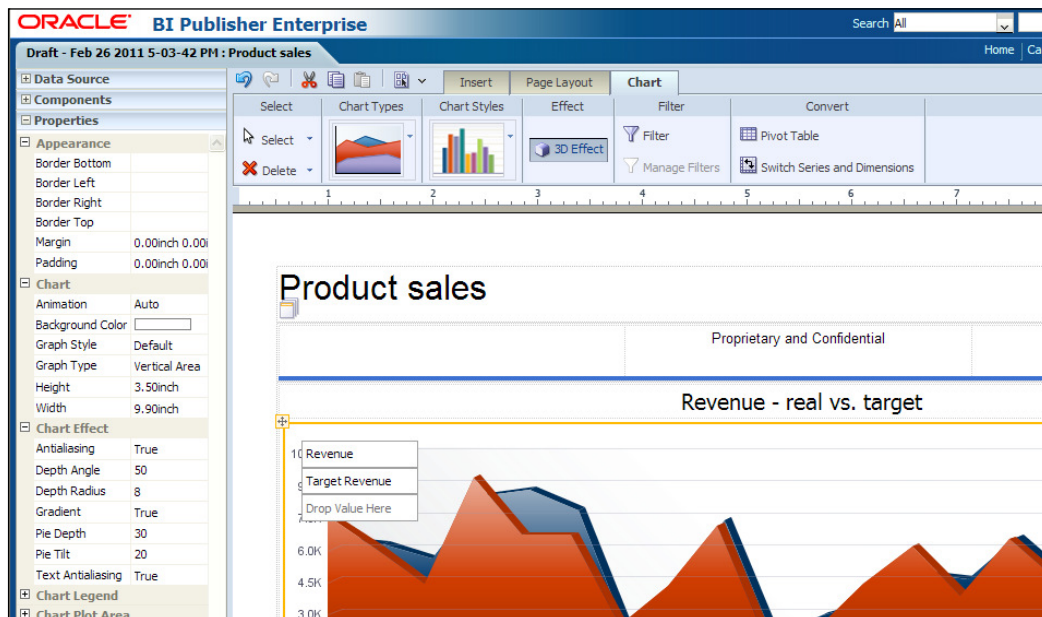 ORACLE BI Publisher Enterprise
Search All
Draft - Feb 26 2011 5-03-42 PM : Product sales
Home
Data Source
Components
Properties
Appearance
Border Bottom
Border Left
Border Right
Border Top
Margin 0.00inch
Padding 0.00inch
Chart
Animation Auto
Background Color
Graph Style Default
Graph Type Vertical Area
Height 3.50inch
Width 9.90inch
Chart Effect
Antialiasing True
Depth Angle 50
Depth Radius 8
Gradient True
Pie Depth 30
Pie Tilt 20
Text Antialiasing True
Chart Legend
Chart Plot Area
Insert Page Layout Chart
Select Chart Types Chart Styles Effect Filter Convert
Select
Delete
3D Effect
Filter
Manage Filters
Pivot Table
Switch Series and Dimensions
1 2 3 4 5 6 7
Product sales
Proprietary and Confidential
Revenue - real vs. target
Revenue
Target Revenue
Drop Value Here
6.0K
4.5K
3.0K